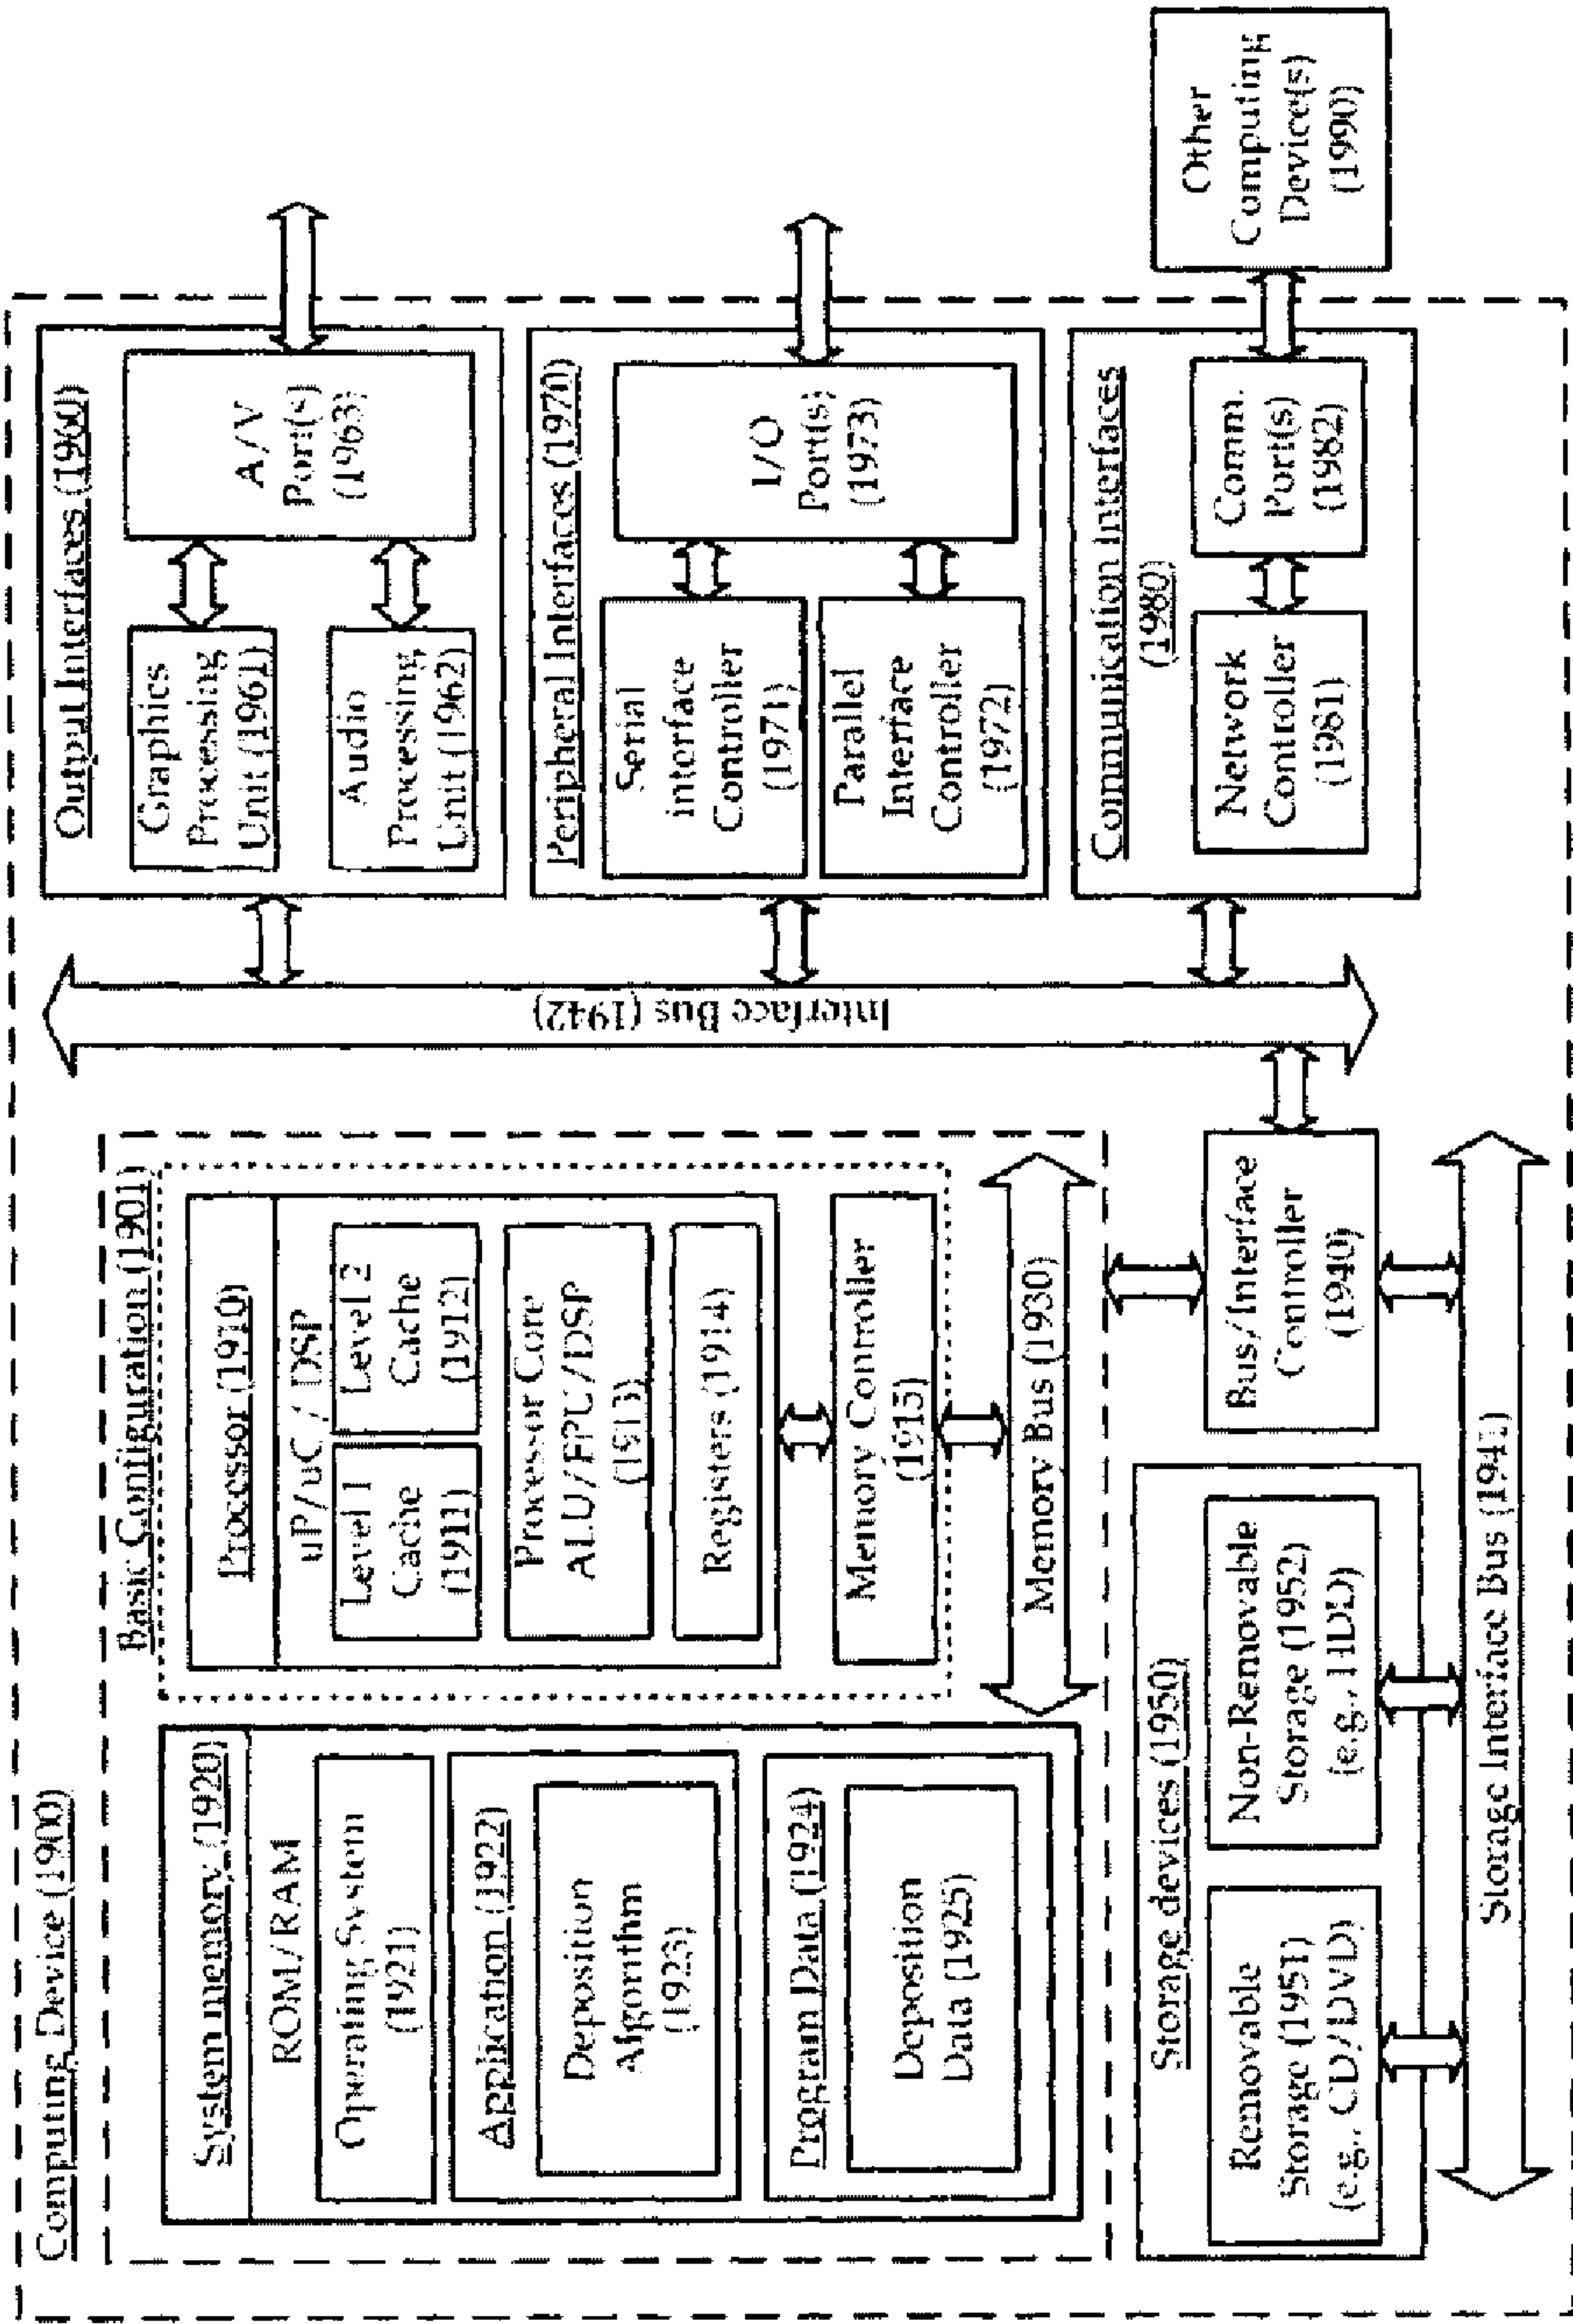 Computing Device (1900)
Basic Configuration (1901)
System memory (1920)
ROM/RAM
Operating System
(1921)
Application (1922)
Deposition
Algorithm
(1923)
Program Data (1924)
Deposition
Data (1925)
Processor (1910)
uP/uC / DSP
Level 1
Cache
(1911)
Level 2
Cache
(1912)
Processor Core
ALU/FPU/DSP
(1913)
Registers (1914)
Memory Controller
(1915)
Memory Bus (1930)
Storage devices (1950)
Removable
Storage (1951)
(e.g., CD/DVD)
Non-Removable
Storage (1952)
(e.g., HDD)
Bus/Interface
Controller
(1940)
Storage Interface Bus (1941)
Interface Bus (1942)
Output Interfaces (1960)
Graphics
Processing
Unit (1961)
Audio
Processing
Unit (1962)
A/V
Port(s)
(1963)
Peripheral Interfaces (1970)
Serial
interface
Controller
(1971)
Parallel
Interface
Controller
(1972)
I/O
Port(s)
(1973)
Communication Interfaces
(1980)
Network
Contoller
(1981)
Comm.
Port(s)
(1982)
Other
Computing
Device(s)
(1990)